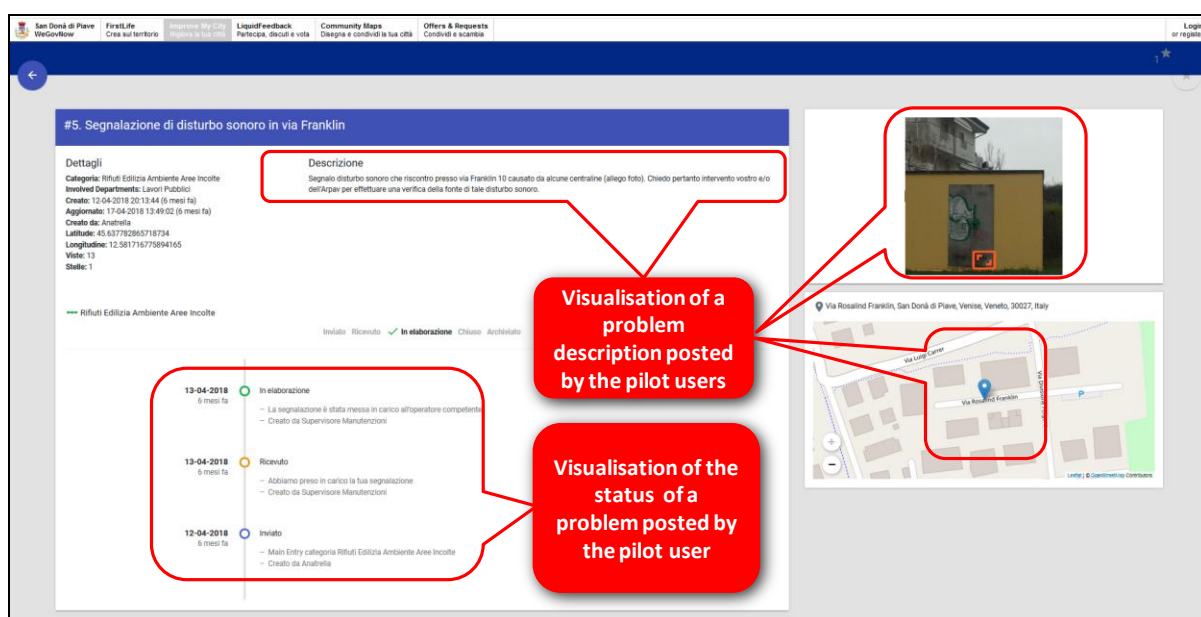 San Donà di Piave
WeGovNow
FirstLife
Crea sul territorio
Improve My City
Migliora la tua città
LiquidFeedback
Partecipa, discuti e vota
Community Maps
Disegna e condividi la tua città
Offers & Requests
Condividi e scambia
Login
or registe
1
#5. Segnalazione di disturbo sonoro in via Franklin
Dettagli
Categoria: Rifiuti Edilizia Ambiente Aree Incolte
Involved Departments: Lavori Pubblici
Creato: 12-04-2018 20:13:44 (6 mesi fa)
Aggiornato: 17-04-2018 13:49:02 (6 mesi fa)
Creato da: Anatrella
Latitude: 45.637782865718734
Longitudine: 12.581716775894165
Viste: 13
Stelle: 1
Descrizione
Segnalo disturbo sonoro che riscontro presso via Franklin 10 causato da alcune centraline (allego foto). Chiedo pertanto intervento vostro e/o
dell'Arpav per effettuare una verifica della fonte di tale disturbo sonoro.
Rifiuti Edilizia Ambiente Aree Incolte
Inviato Ricevuto In elaborazione Chiuso Archiviato
13-04-2018
6 mesi fa
In elaborazione
– La segnalazione è stata messa in carico all'operatore competente
– Creato da Supervisore Manutenzioni
13-04-2018
6 mesi fa
Ricevuto
– Abbiamo preso in carico la tua segnalazione
– Creato da Supervisore Manutenzioni
12-04-2018
6 mesi fa
Inviato
– Main Entry categoria Rifiuti Edilizia Ambiente Aree Incolte
– Creato da Anatrella
Visualisation of a
problem
description posted
by the pilot users
Visualisation of the
status of a
problem posted by
the pilot user
Via Rosalind Franklin, San Donà di Piave, Venise, Veneto, 30027, Italy
Via Luigi Carrer
Via Rosalind Franklin
P
+
−
Leaflet | © OpenStreetMap Contributors